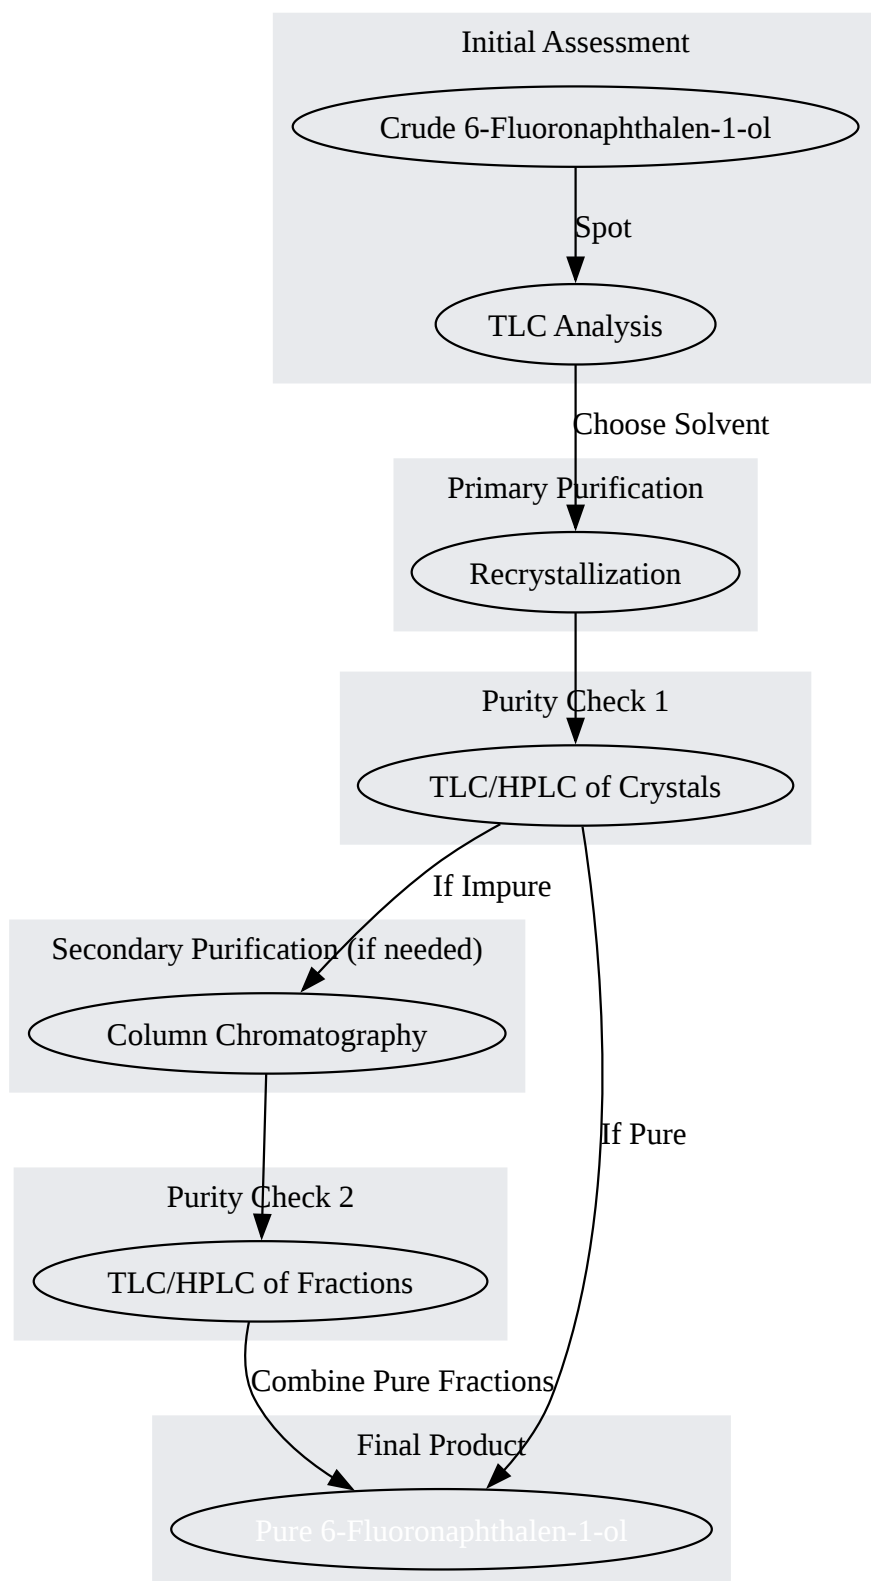 Initial Assessment
Crude 6-Fluoronaphthalen-1-ol
Spot
TLC Analysis
Choose Solvent
Primary Purification
Recrystallization
Purity Check 1
TLC/HPLC of Crystals
If Impure
Secondary Purification (if needed)
Column Chromatography
If Pure
Purity Check 2
TLC/HPLC of Fractions
Combine Pure Fractions
Final Product
Pure 6-Fluoronaphthalen-1-ol